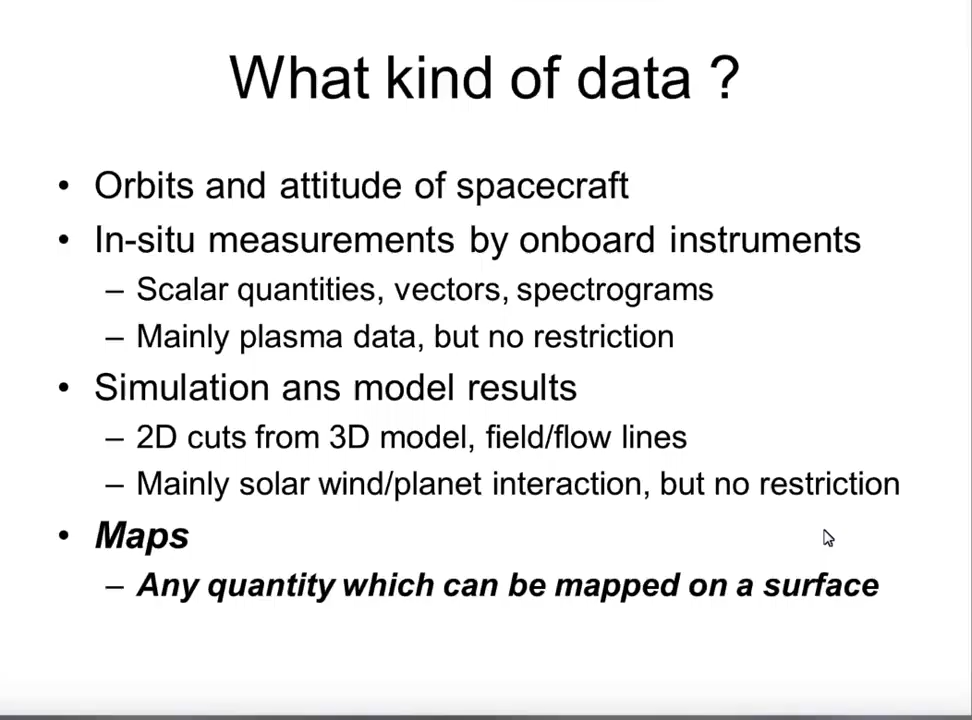 What kind of data ?
• Orbits and attitude of spacecraft
• In-situ measurements by onboard instruments
– Scalar quantities, vectors, spectrograms
– Mainly plasma data, but no restriction
• Simulation ans model results
– 2D cuts from 3D model, field/flow lines
– Mainly solar wind/planet interaction, but no restriction
• Maps
– Any quantity which can be mapped on a surface